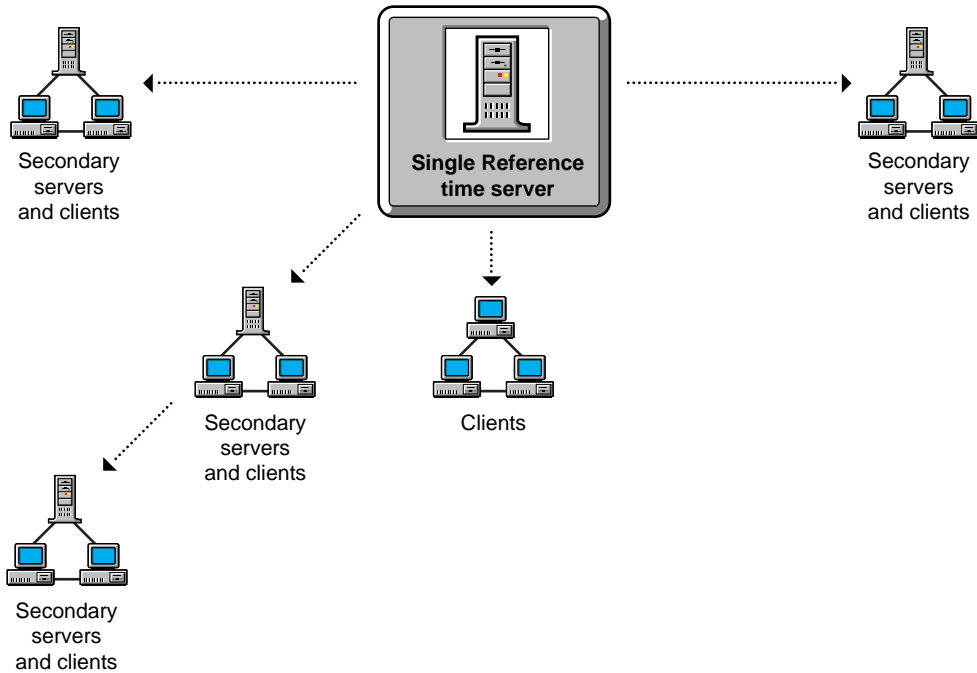 Single Reference
time server
Secondary
servers
and clients
Secondary
servers
and clients
Secondary
servers
and clients
Clients
Secondary
servers
and clients